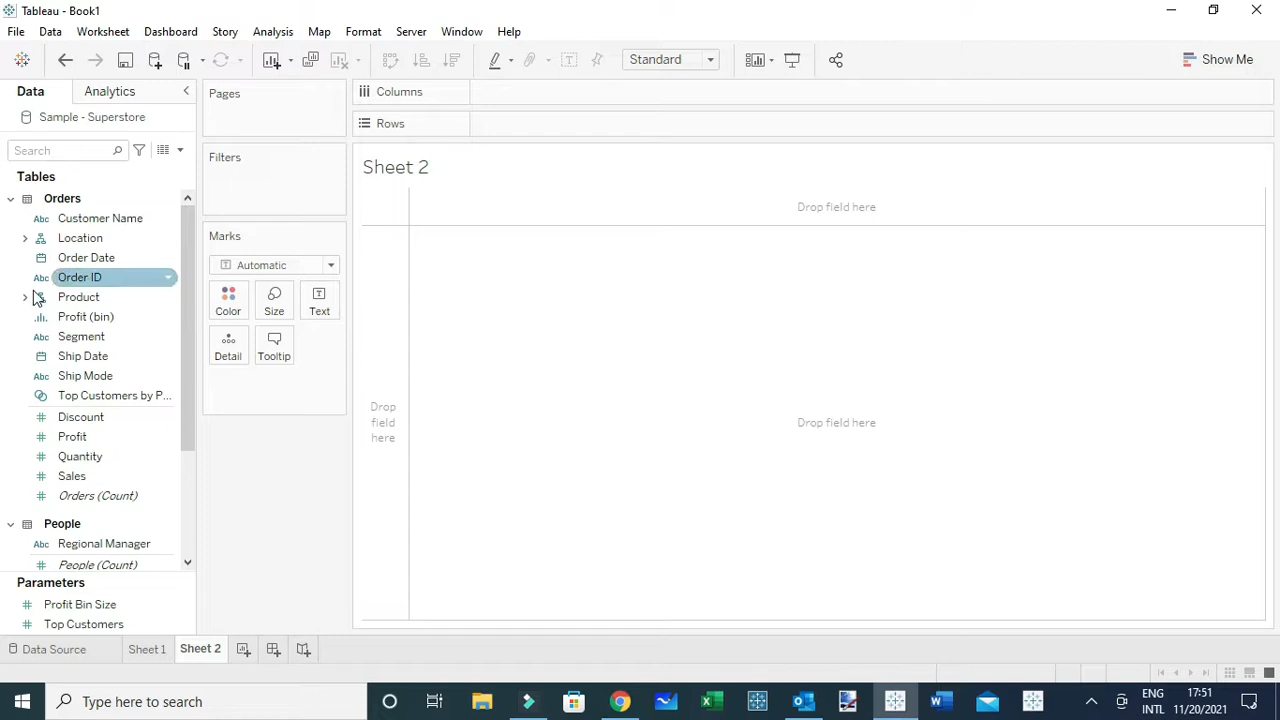 Tableau - Book1
File Data Worksheet Dashboard Story Analysis Map Format Server Window Help
Standard
Show Me
Data Analytics
Sample - Superstore
Search
Tables
Orders
Abc Customer Name
Location
Order Date
Abc Order ID
Product
Profit (bin)
Abc Segment
Ship Date
Abc Ship Mode
Top Customers by P...
# Discount
# Profit
# Quantity
# Sales
# Orders (Count)
People
Abc Regional Manager
# People (Count)
Parameters
# Profit Bin Size
# Top Customers
Pages
Filters
Marks
T Automatic
Color
Size
T Text
Detail
Tooltip
Columns
Rows
Sheet 2
Drop field here
Drop
field
here
Drop field here
Data Source Sheet 1 Sheet 2
Type here to search
ENG
INTL
17:51
11/20/2021